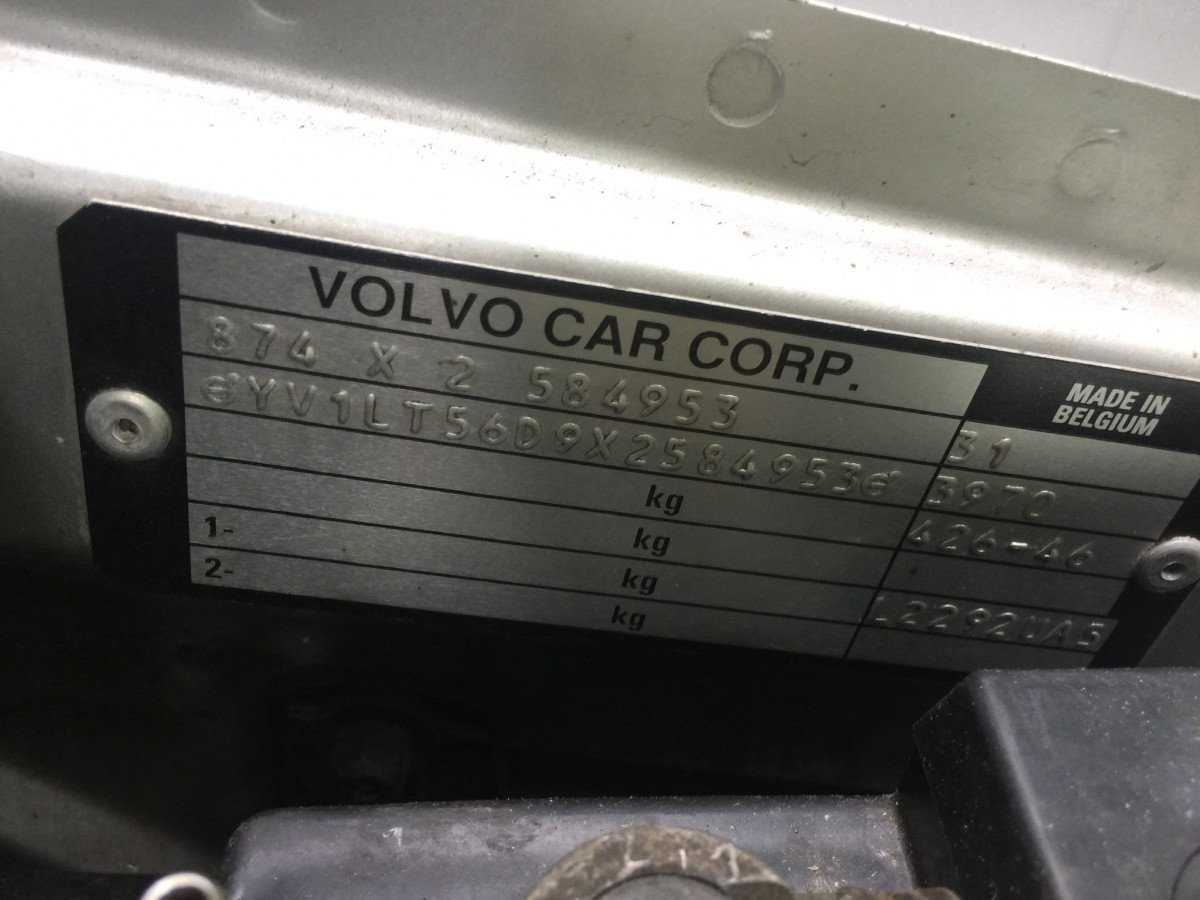 VOLVO CAR CORP.
MADE IN
BELGIUM
874 X 2 584953
31
YV1LT56D9X2584953
3970
kg
426-46
1- kg
2- kg
L2292UAS
kg